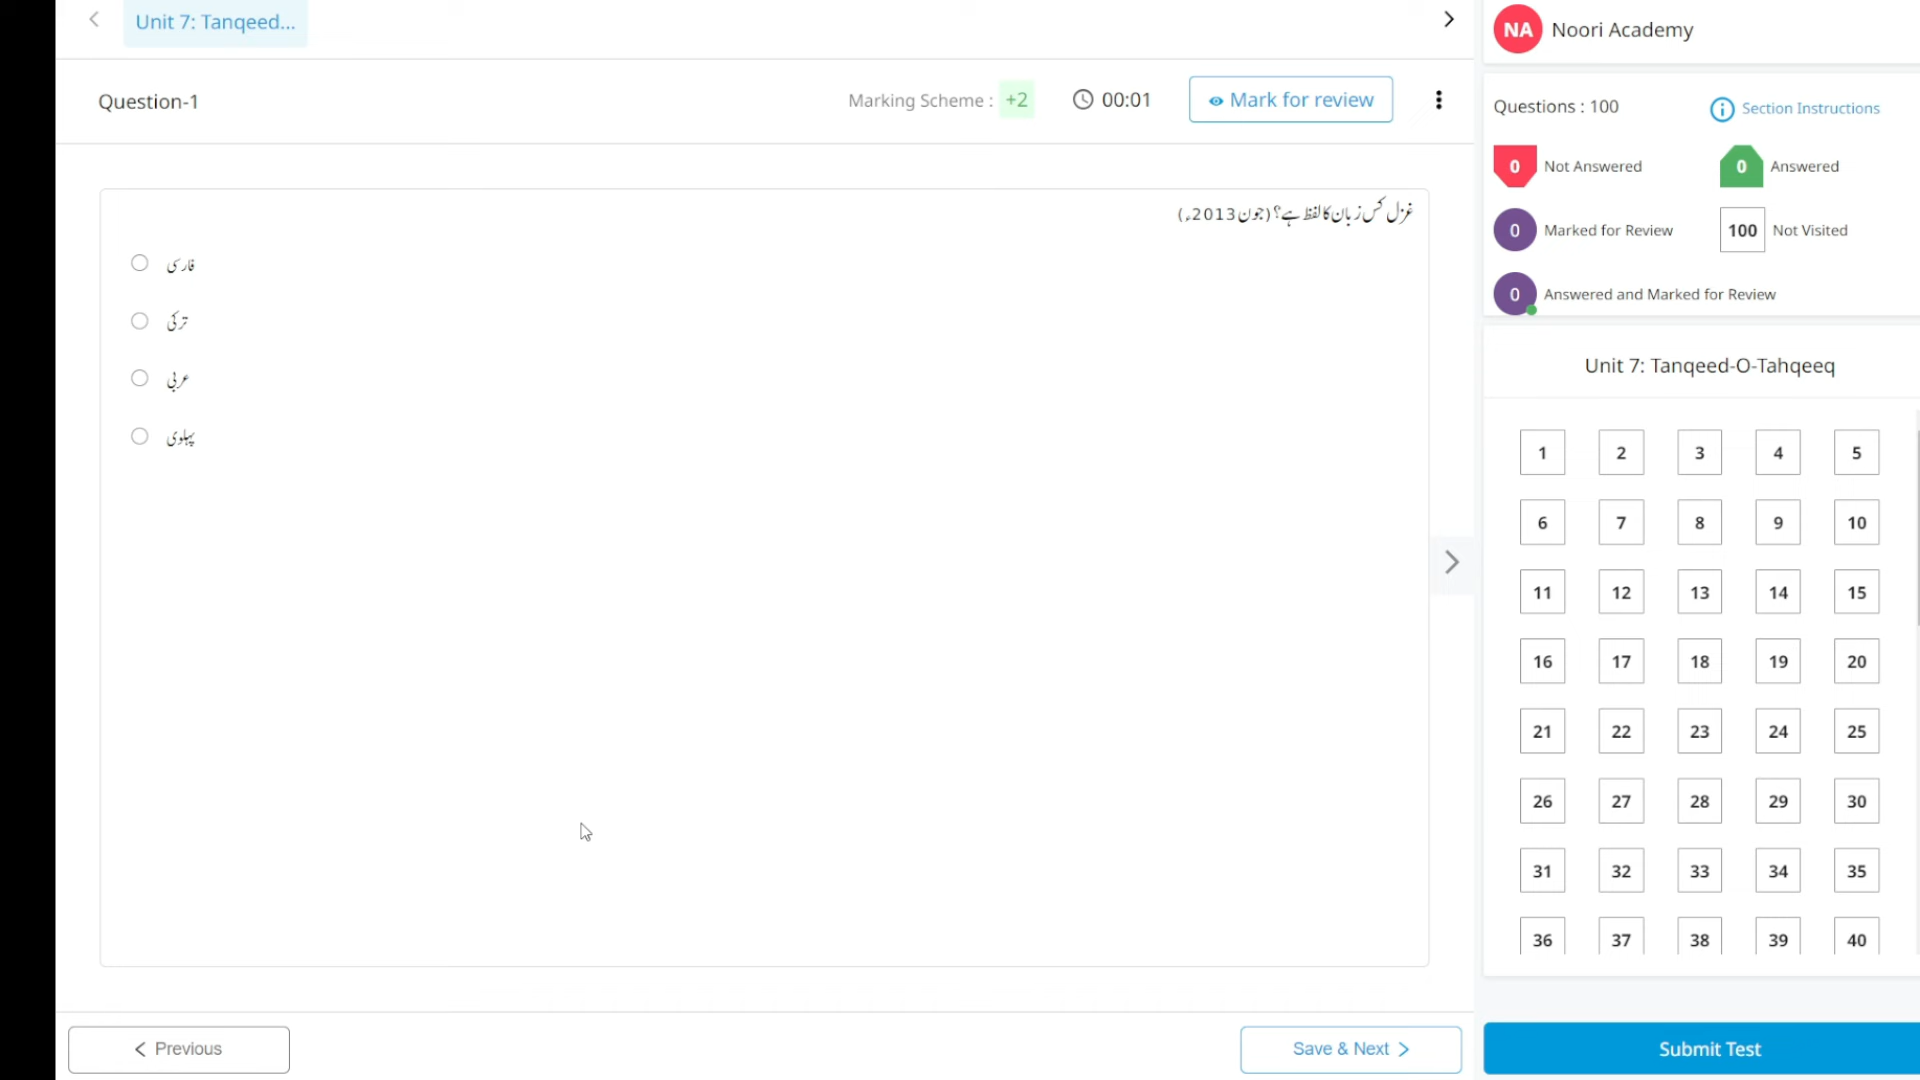 Unit 7: Tanqeed...
NA Noori Academy
Question-1
Marking Scheme : +2
00:01
Mark for review
Questions : 100
Section Instructions
0 Not Answered
0 Answered
0 Marked for Review
100 Not Visited
0 Answered and Marked for Review
غزل کس زبان کا لفظ ہے؟ (جون 2013ء)
فارسی
ترکی
عربی
پہلوی
Unit 7: Tanqeed-O-Tahqeeq
1 2 3 4 5
6 7 8 9 10
11 12 13 14 15
16 17 18 19 20
21 22 23 24 25
26 27 28 29 30
31 32 33 34 35
36 37 38 39 40
Previous
Save & Next
Submit Test